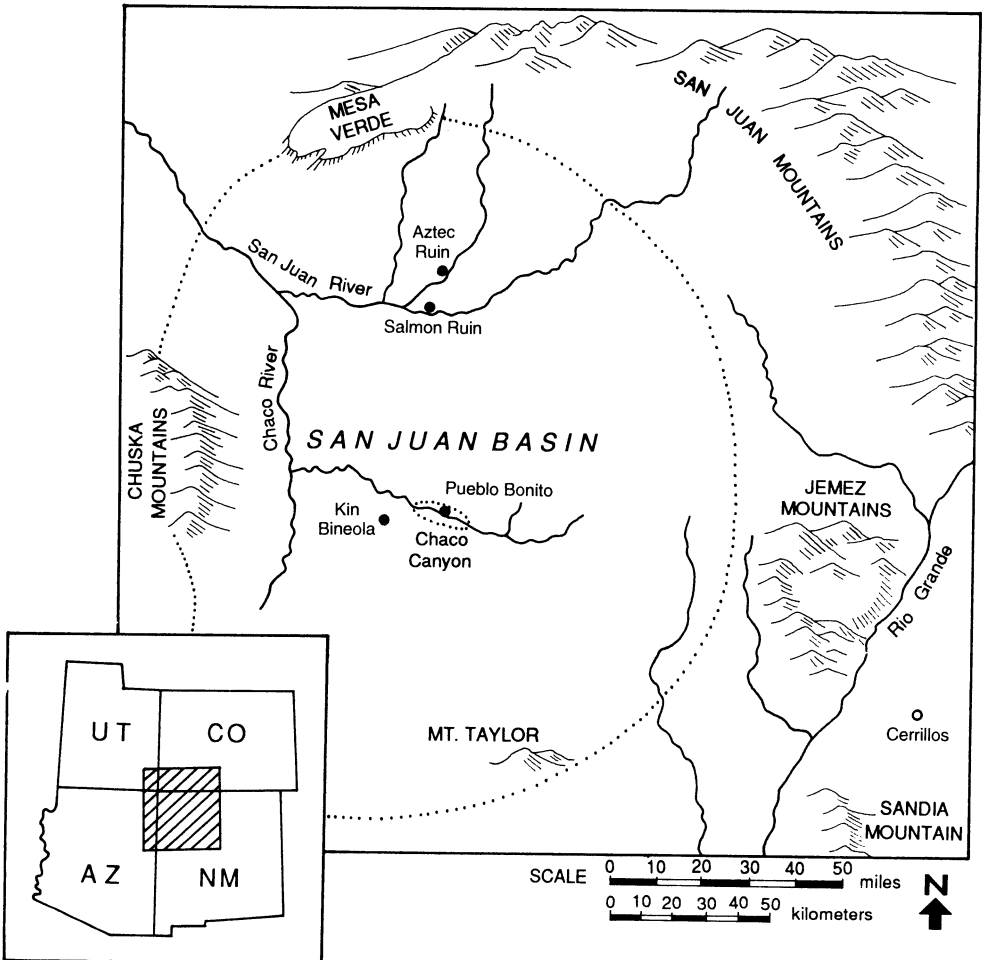 SAN JUAN MOUNTAINS
MESA
VERDE
Aztec
Ruin
San Juan River
Salmon Ruin
Chaco River
CHUSKA
MOUNTAINS
SAN JUAN BASIN
Pueblo Bonito
Kin
Bineola
Chaco
Canyon
JEMEZ
MOUNTAINS
Rio Grande
MT. TAYLOR
Cerrillos
SANDIA
MOUNTAIN
UT
CO
AZ
NM
SCALE
0 10 20 30 40 50 miles
0 10 20 30 40 50 kilometers
N